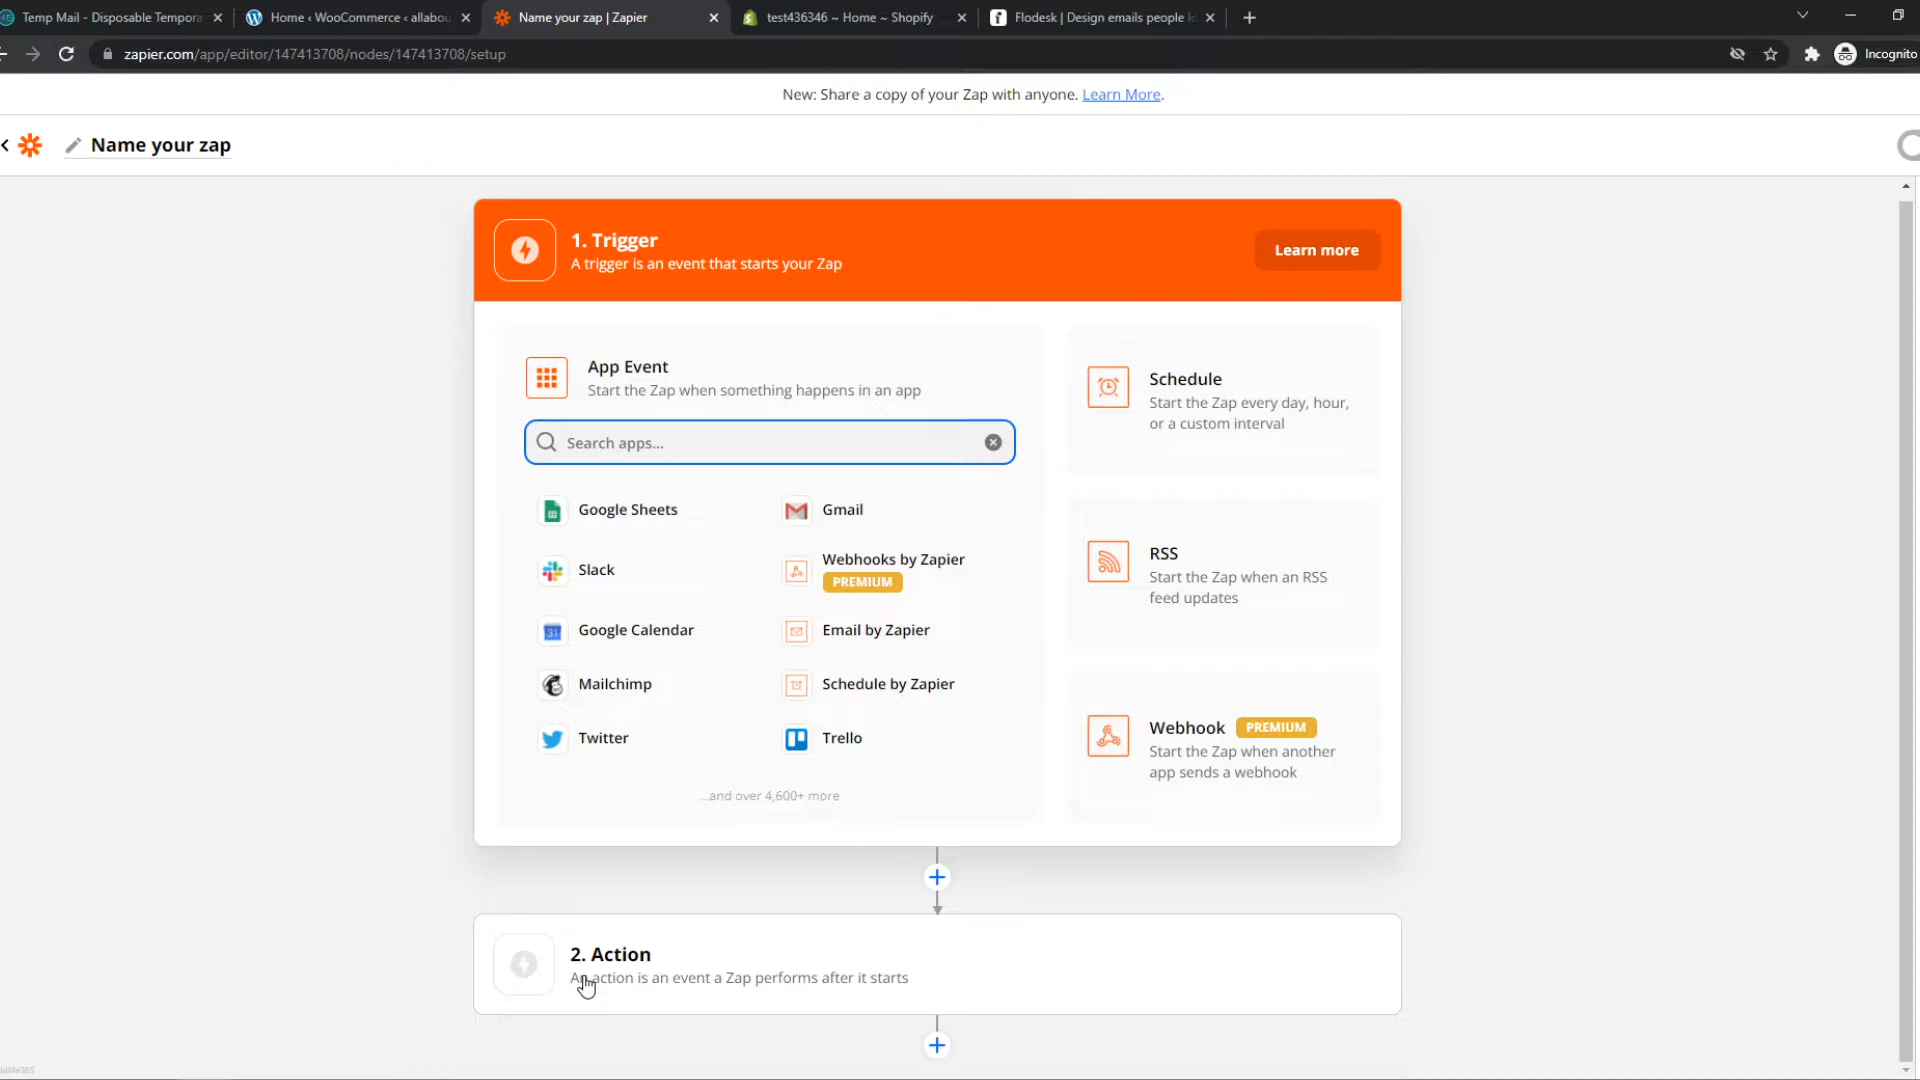 Temp Mail - Disposable Tempora
Home ‹ WooCommerce ‹ allabou
Name your zap | Zapier
test436346 ~ Home ~ Shopify
Flodesk | Design emails people l
zapier.com/app/editor/147413708/nodes/147413708/setup
Incognito
New: Share a copy of your Zap with anyone. Learn More.
Name your zap
1. Trigger
A trigger is an event that starts your Zap
Learn more
App Event
Start the Zap when something happens in an app
Search apps...
Google Sheets
Gmail
Slack
Webhooks by Zapier
PREMIUM
Google Calendar
Email by Zapier
Mailchimp
Schedule by Zapier
Twitter
Trello
...and over 4,600+ more
Schedule
Start the Zap every day, hour,
or a custom interval
RSS
Start the Zap when an RSS
feed updates
Webhook PREMIUM
Start the Zap when another
app sends a webhook
2. Action
An action is an event a Zap performs after it starts